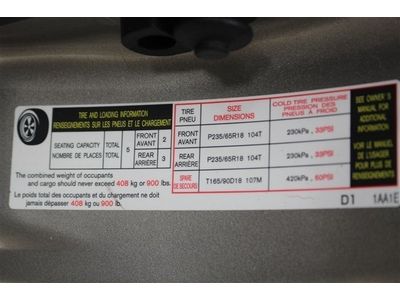 TIRE AND LOADING INFORMATION
RENSEIGNEMENTS SUR LES PNEUS ET LE CHARGEMENT
SEATING CAPACITY TOTAL 5 FRONT AVANT 2
NOMBRE DE PLACES TOTAL REAR ARRIÈRE 3
The combined weight of occupants
and cargo should never exceed 408 kg or 900 lbs.
Le poids total des occupants et du chargement ne doit
jamais dépasser 408 kg ou 900 lbs.
TIRE PNEU SIZE DIMENSIONS COLD TIRE PRESSURE PRESSION DES PNEUS À FROID
FRONT AVANT P235/65R18 104T 230kPa, 33PSI
REAR ARRIÈRE P235/65R18 104T 230kPa, 33PSI
SPARE DE SECOURS T165/90D18 107M 420kPa, 60PSI
SEE OWNER'S
MANUAL FOR
ADDITIONAL
INFORMATION
VOIR LE MANUEL
DE L'USAGER
POUR PLUS DE
RENSEIGNEMENTS
D1 1AA1E